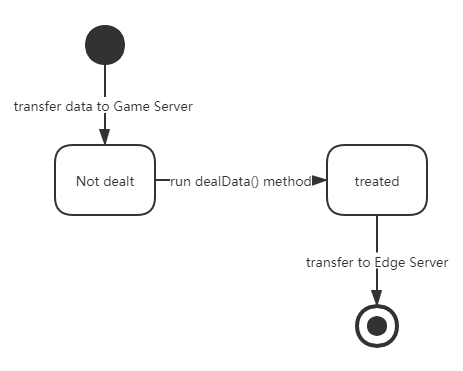 transfer data to Game Server
Not dealt
run dealData() method
treated
transfer to Edge Server